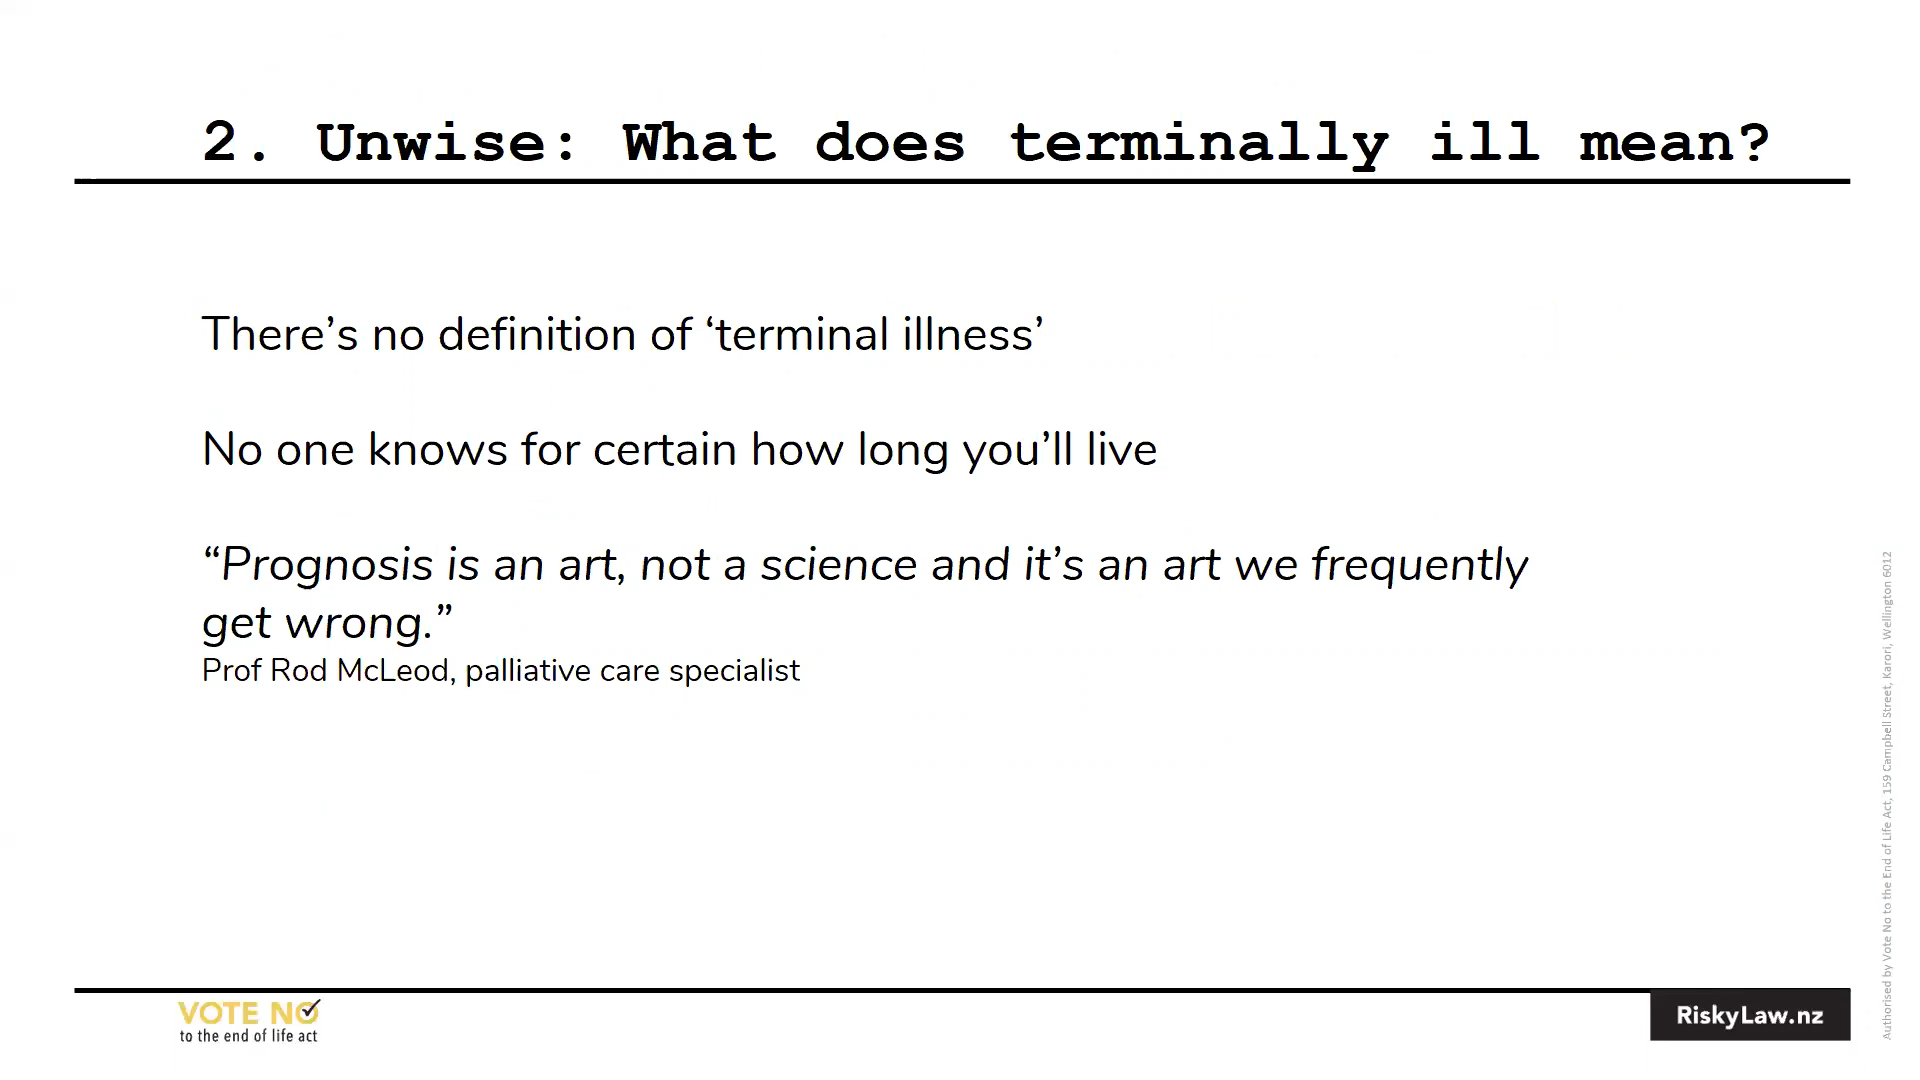 2. Unwise: What does terminally ill mean?
There’s no definition of ‘terminal illness’
No one knows for certain how long you’ll live
“Prognosis is an art, not a science and it’s an art we frequently
get wrong.”
Prof Rod McLeod, palliative care specialist
VOTE NO
to the end of life act
RiskyLaw.nz
Authorised by Vote No to the End of Life Act, 159 Campbell Street, Karori, Wellington 6012